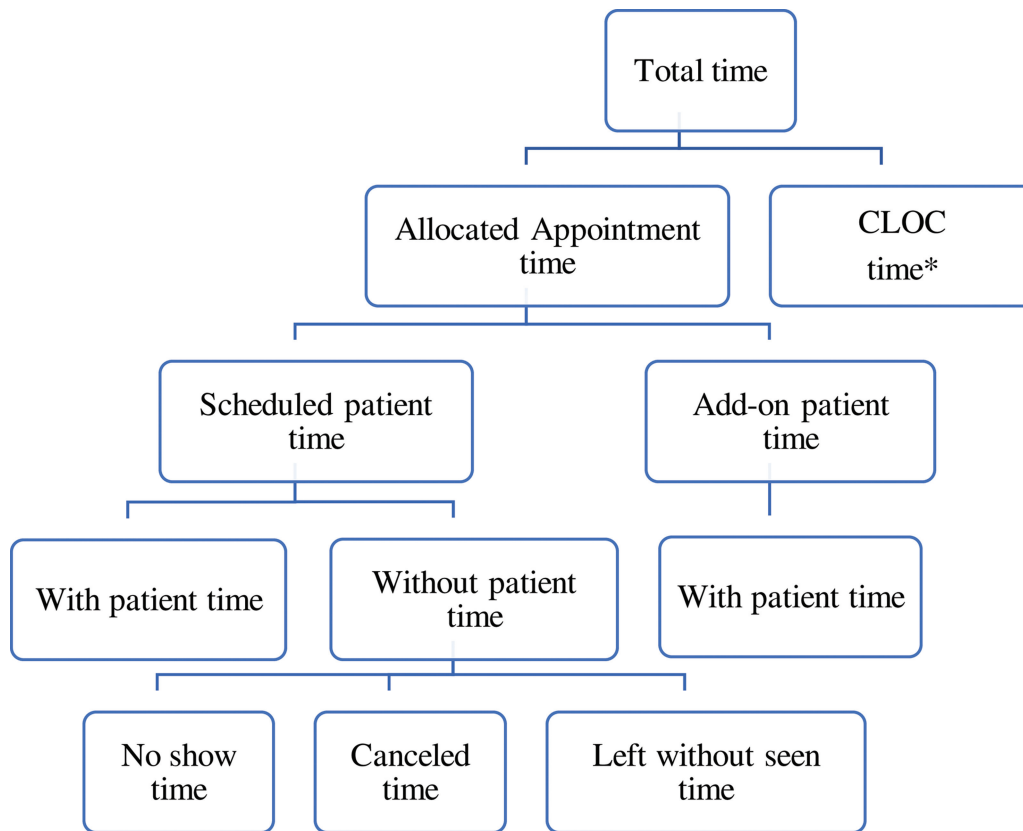 Total time
Allocated Appointment
time
CLOC
time*
Scheduled patient
time
Add-on patient
time
With patient time
Without patient
time
With patient time
No show
time
Canceled
time
Left without seen
time